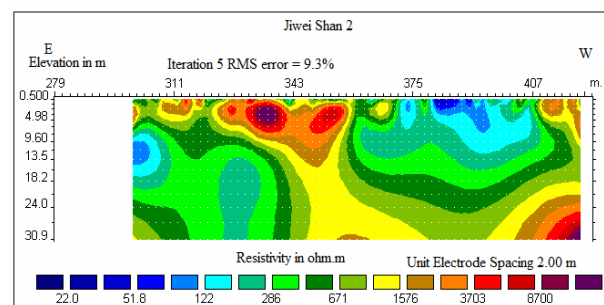 Jiwei Shan 2
E
W
Elevation in m
Iteration 5 RMS error = 9.3%
279 311 343 375 407 m.
0.500
4.98
9.60
13.5
18.2
24.0
30.9
Resistivity in ohm.m
Unit Electrode Spacing 2.00 m
22.0 51.8 122 286 671 1576 3703 8700